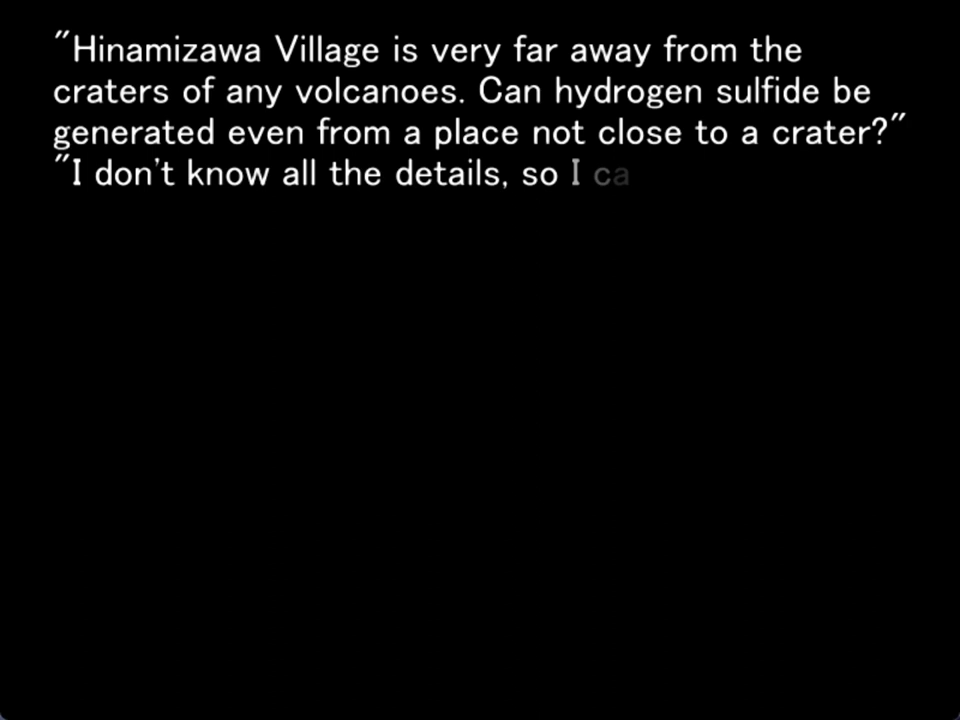 "Hinamizawa Village is very far away from the
craters of any volcanoes. Can hydrogen sulfide be
generated even from a place not close to a crater?"
"I don't know all the details, so I ca